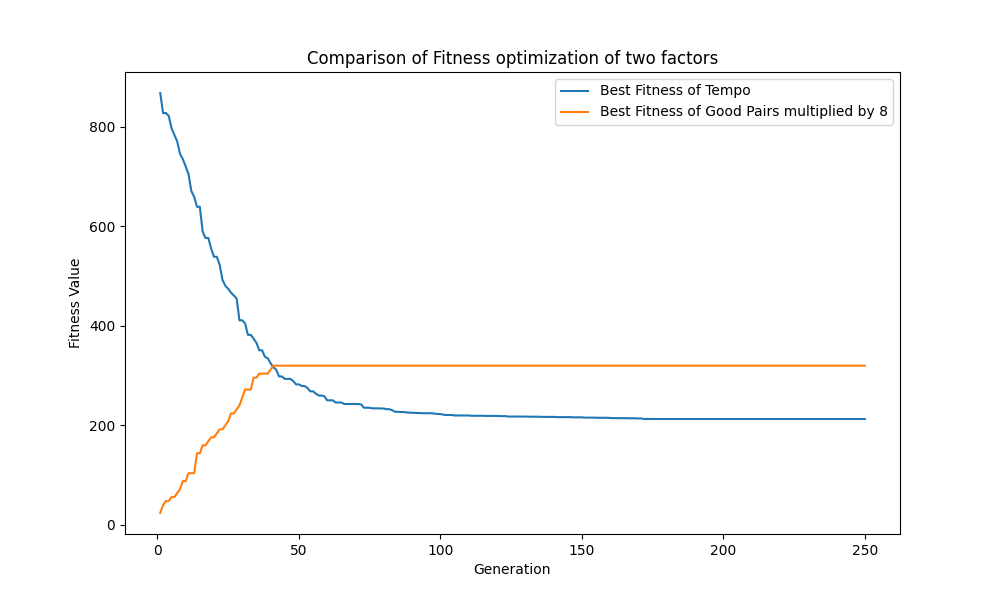 Comparison of Fitness optimization of two factors
Best Fitness of Tempo
Best Fitness of Good Pairs multiplied by 8
Fitness Value
800
600
400
200
0
0 50 100 150 200 250
Generation